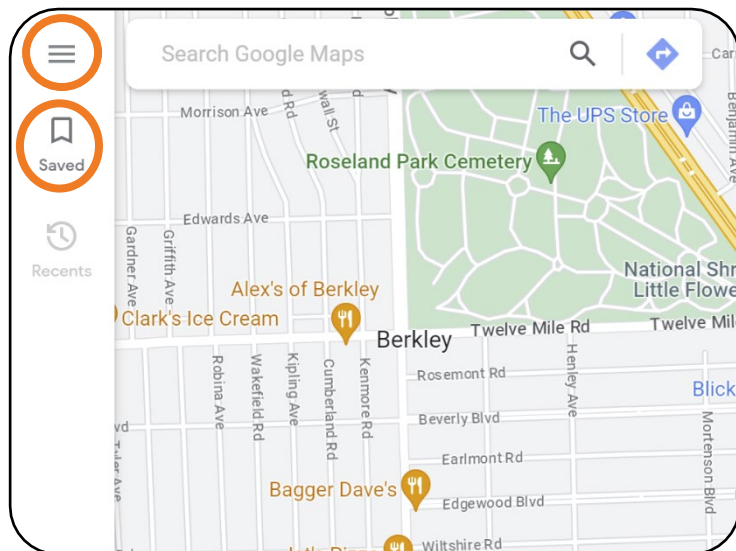 Search Google Maps
Saved
Recents
Morrison Ave
The UPS Store
Roseland Park Cemetery
Edwards Ave
Gardner Ave
Griffith Ave
National Shr
Little Flowe
Alex's of Berkley
Clark's Ice Cream
Berkley
Twelve Mile Rd
Twelve Mil
Robina Ave
Wakefield Rd
Kipling Ave
Cumberland Rd
Kenmore Rd
Rosemont Rd
Henley Ave
Blick
Beverly Blvd
Mortenson Blvd
Earlmont Rd
Bagger Dave's
Edgewood Blvd
Wiltshire Rd